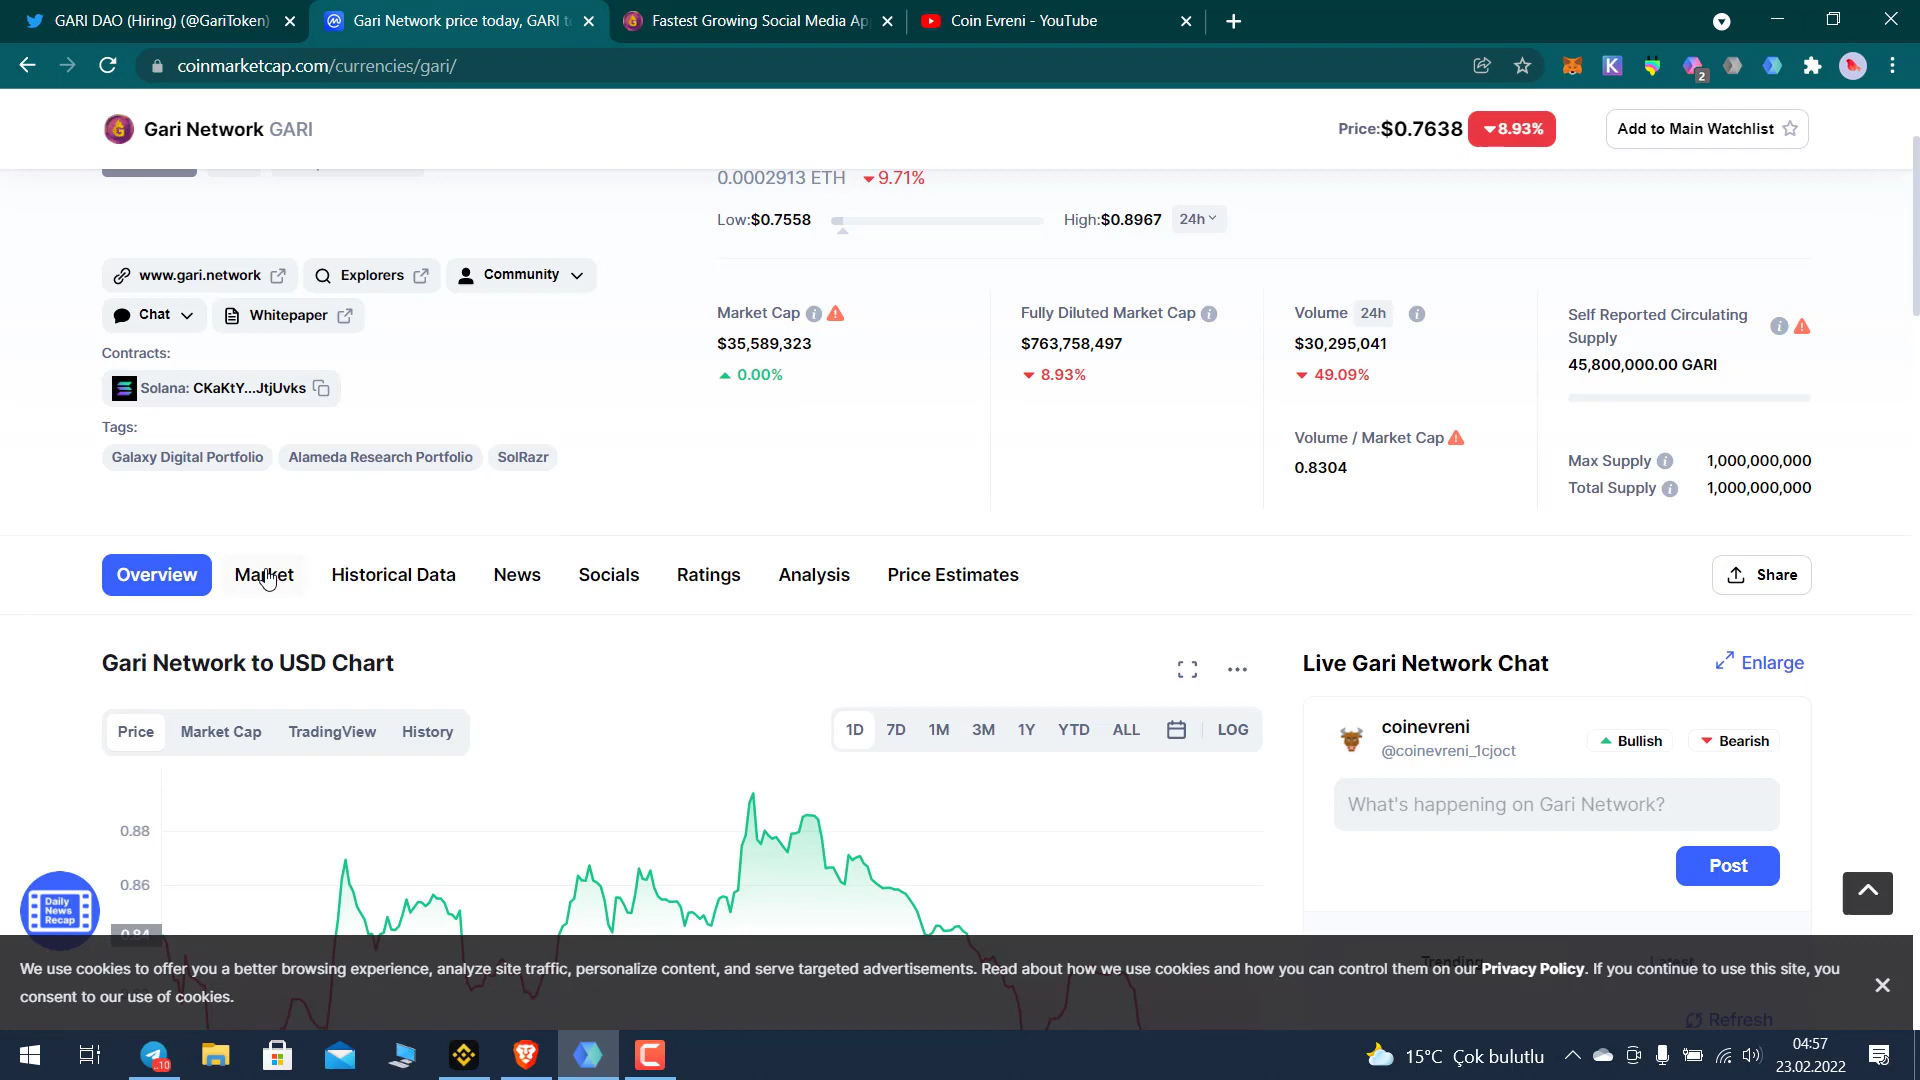 GARI DAO (Hiring) (@GariToken)
Gari Network price today, GARI t
Fastest Growing Social Media Ap
Coin Evreni - YouTube
coinmarketcap.com/currencies/gari/
K
2
Gari Network GARI
Price:$0.7638
8.93%
Add to Main Watchlist
0.0002913 ETH 9.71%
Low:$0.7558
High:$0.8967
24h
www.gari.network
Explorers
Community
Chat
Whitepaper
Contracts:
Solana: CKaKtY...JtjUvks
Tags:
Galaxy Digital Portfolio
Alameda Research Portfolio
SolRazr
Market Cap
$35,589,323
0.00%
Fully Diluted Market Cap
$763,758,497
8.93%
Volume 24h
$30,295,041
49.09%
Volume / Market Cap
0.8304
Self Reported Circulating
Supply
45,800,000.00 GARI
Max Supply 1,000,000,000
Total Supply 1,000,000,000
Overview
Market
Historical Data
News
Socials
Ratings
Analysis
Price Estimates
Share
Gari Network to USD Chart
Price
Market Cap
TradingView
History
1D
7D
1M
3M
1Y
YTD
ALL
LOG
0.88
0.86
0.84
Live Gari Network Chat
Enlarge
coinevreni
@coinevreni_1cjoct
Bullish
Bearish
What's happening on Gari Network?
Post
Trending
Latest
Refresh
Daily
News
Recap
We use cookies to offer you a better browsing experience, analyze site traffic, personalize content, and serve targeted advertisements. Read about how we use cookies and how you can control them on our Privacy Policy. If you continue to use this site, you
consent to our use of cookies.
10
15°C Çok bulutlu
04:57
23.02.2022